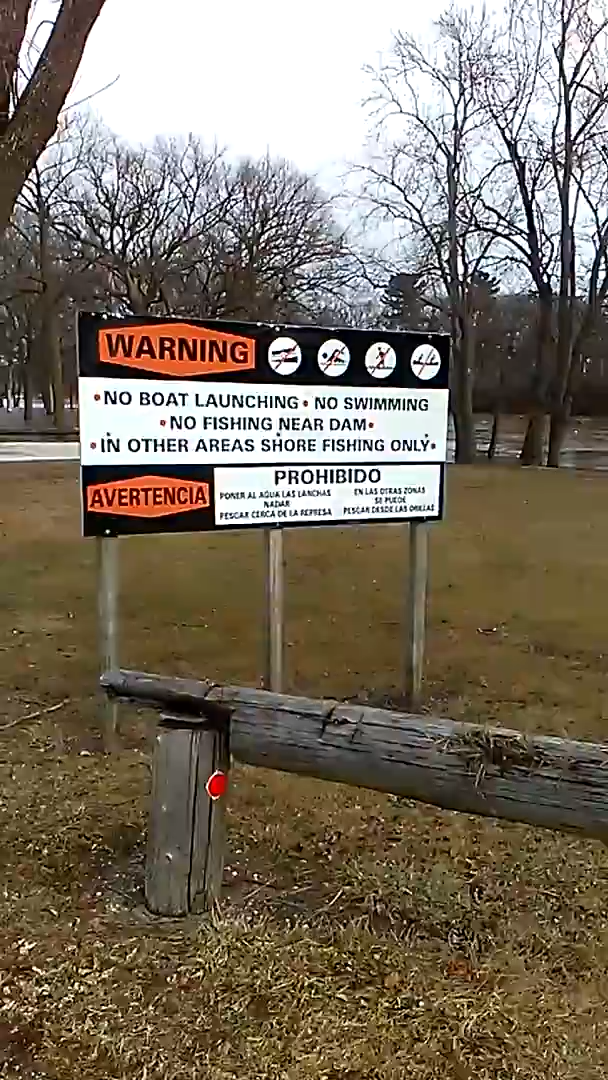 WARNING
•NO BOAT LAUNCHING• NO SWIMMING
•NO FISHING NEAR DAM•
•IN OTHER AREAS SHORE FISHING ONLY•
AVERTENCIA
PROHIBIDO
PONER AL AGUA LAS LANCHAS
NADAR
PESCAR CERCA DE LA REPRESA
EN LAS OTRAS ZONAS
SE PUEDE
PESCAR DESDE LAS ORILLAS